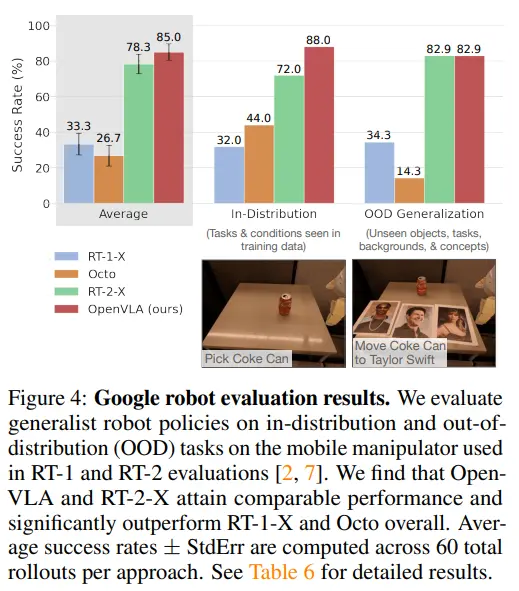 100
80
60
40
20
0
Success Rate (%)
33.3
26.7
78.3
85.0
32.0
44.0
72.0
88.0
34.3
14.3
82.9
82.9
Average
In-Distribution
OOD Generalization
(Tasks & conditions seen in
training data)
(Unseen objects, tasks,
backgrounds, & concepts)
RT-1-X
Octo
RT-2-X
OpenVLA (ours)
Pick Coke Can
Move Coke Can
to Taylor Swift
Figure 4: Google robot evaluation results. We evaluate
generalist robot policies on in-distribution and out-of-
distribution (OOD) tasks on the mobile manipulator used
in RT-1 and RT-2 evaluations [2, 7]. We find that Open-
VLA and RT-2-X attain comparable performance and
significantly outperform RT-1-X and Octo overall. Aver-
age success rates ± StdErr are computed across 60 total
rollouts per approach. See Table 6 for detailed results.